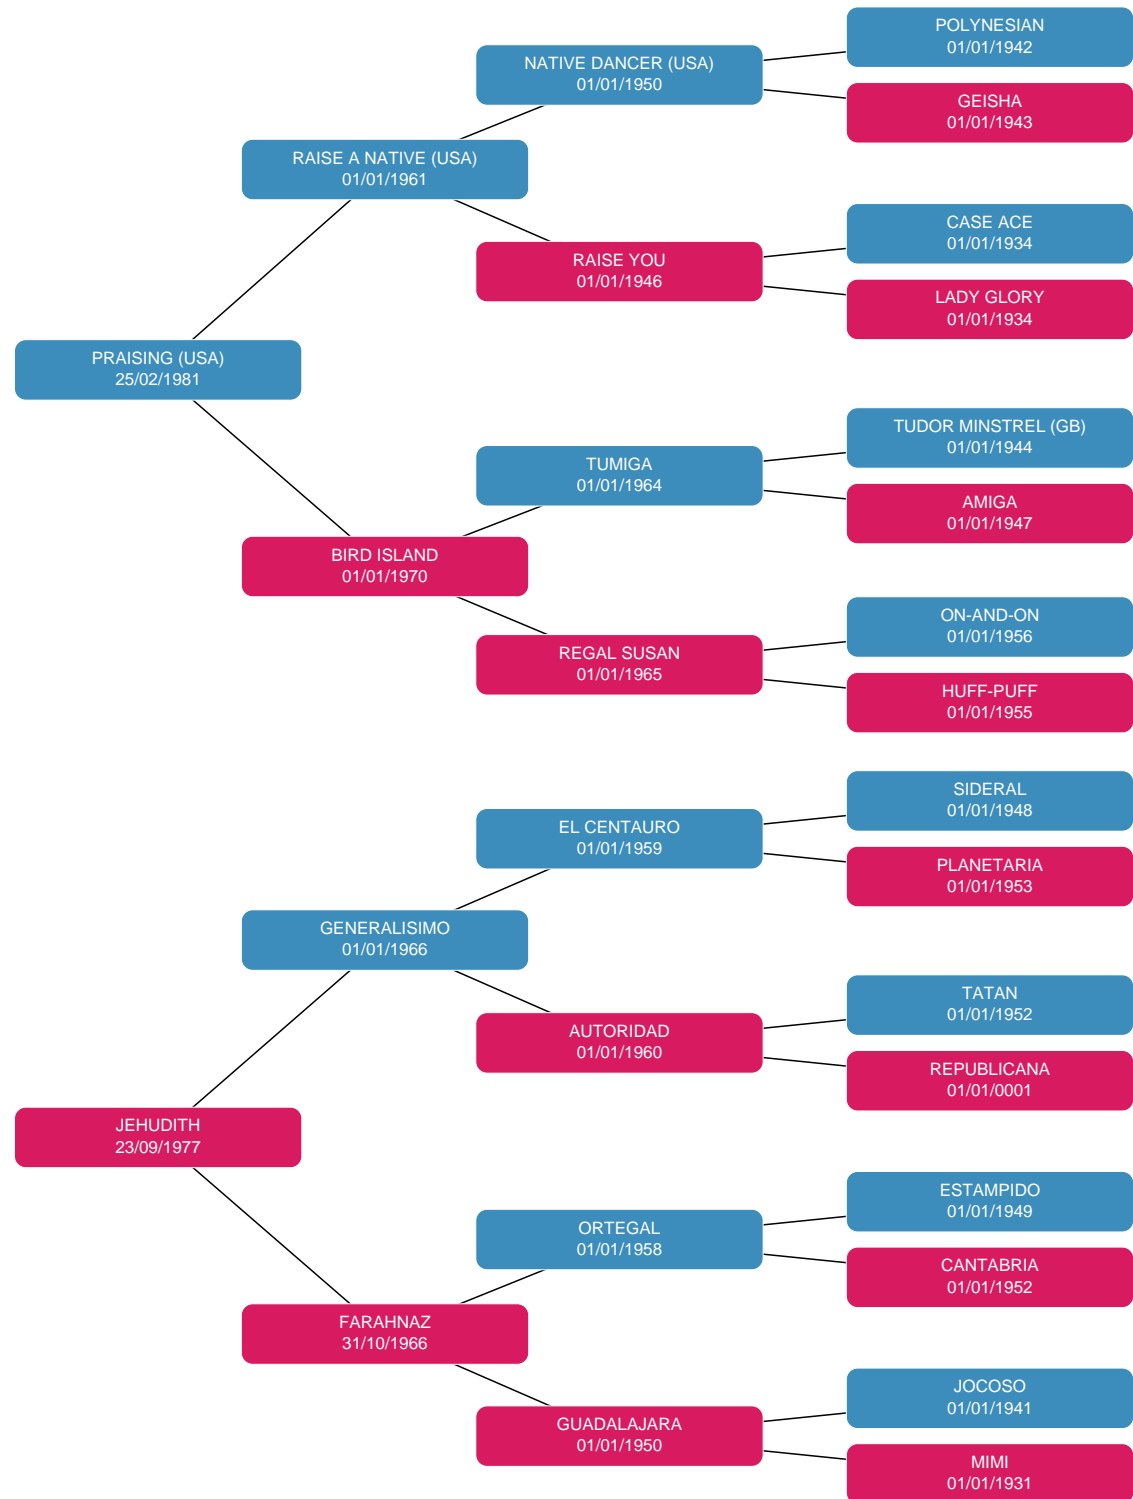 POLYNESIAN
01/01/1942
NATIVE DANCER (USA)
01/01/1950
GEISHA
01/01/1943
RAISE A NATIVE (USA)
01/01/1961
CASE ACE
01/01/1934
RAISE YOU
01/01/1946
LADY GLORY
01/01/1934
PRAISING (USA)
25/02/1981
TUDOR MINSTREL (GB)
01/01/1944
TUMIGA
01/01/1964
AMIGA
01/01/1947
BIRD ISLAND
01/01/1970
ON-AND-ON
01/01/1956
REGAL SUSAN
01/01/1965
HUFF-PUFF
01/01/1955
SIDERAL
01/01/1948
EL CENTAURO
01/01/1959
PLANETARIA
01/01/1953
GENERALISIMO
01/01/1966
TATAN
01/01/1952
AUTORIDAD
01/01/1960
REPUBLICANA
01/01/0001
JEHUDITH
23/09/1977
ESTAMPIDO
01/01/1949
ORTEGAL
01/01/1958
CANTABRIA
01/01/1952
FARAHNAZ
31/10/1966
JOCOSO
01/01/1941
GUADALAJARA
01/01/1950
MIMI
01/01/1931